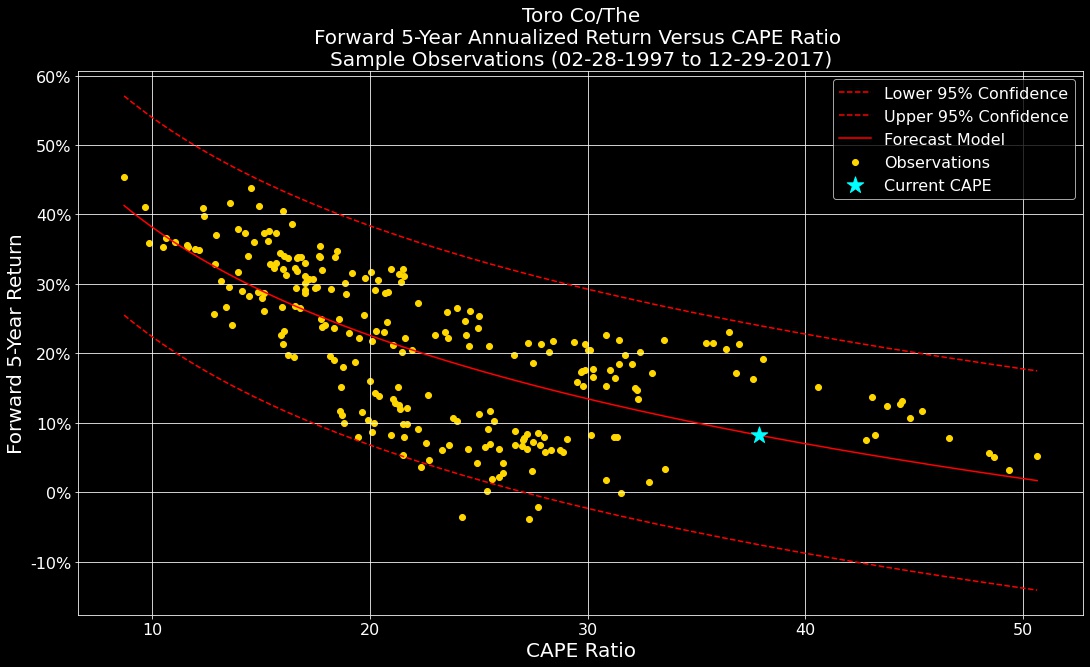 Toro Co/The
Forward 5-Year Annualized Return Versus CAPE Ratio
Sample Observations (02-28-1997 to 12-29-2017)
60%
50%
40%
30%
20%
10%
0%
-10%
Forward 5-Year Return
Lower 95% Confidence
Upper 95% Confidence
Forecast Model
Observations
Current CAPE
10
20
30
40
50
CAPE Ratio